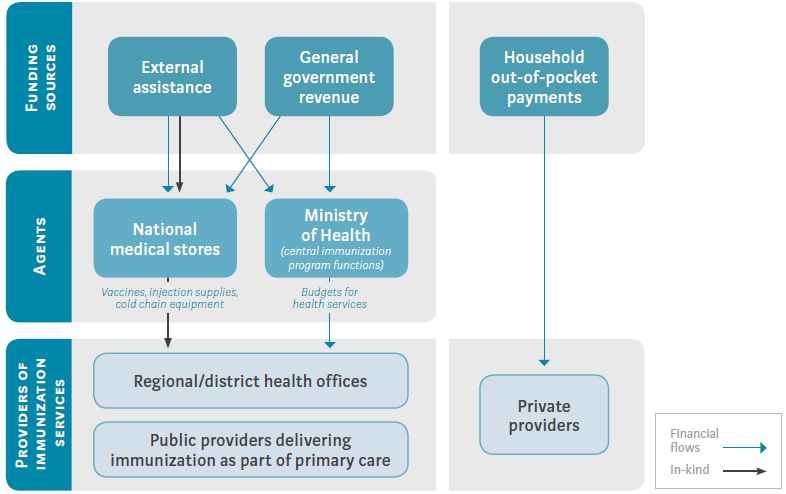 FUNDING
SOURCES
External
assistance
General
government
revenue
Household
out-of-pocket
payments
AGENTS
National
medical stores
Ministry
of Health
(central immunization
program functions)
Vaccines, injection supplies,
cold chain equipment
Budgets for
health services
PROVIDERS OF
IMMUNIZATION
SERVICES
Regional/district health offices
Public providers delivering
immunization as part of primary care
Private
providers
Financial
flows
In-kind